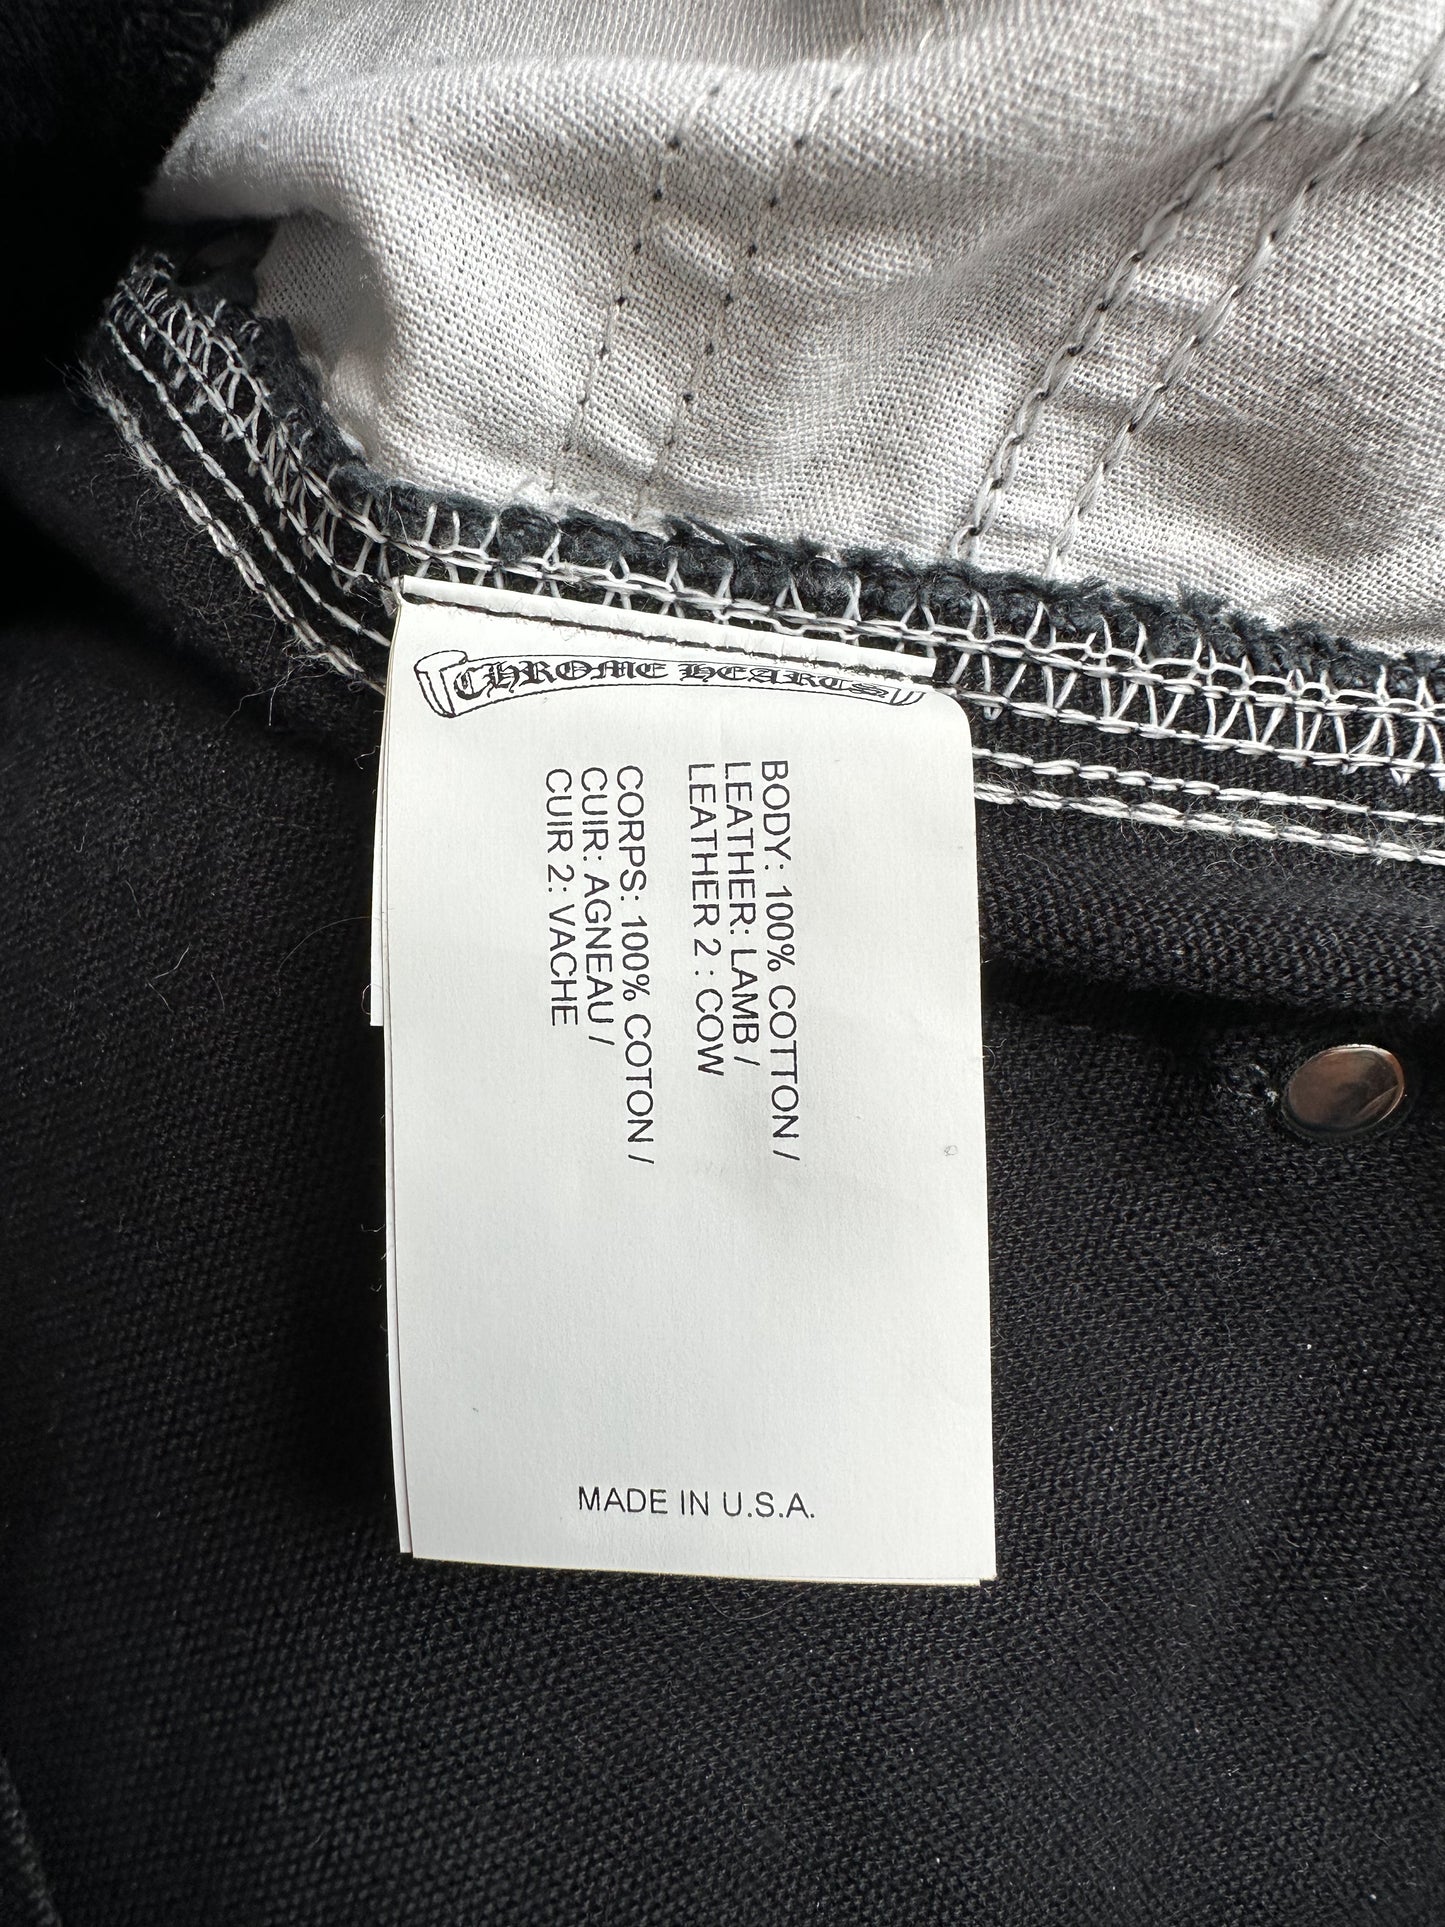 CHROME HEARTS
BODY: 100% COTTON /
LEATHER: LAMB /
LEATHER 2 : COW
CORPS: 100% COTON /
CUIR: AGNEAU /
CUIR 2: VACHE
MADE IN U.S.A.